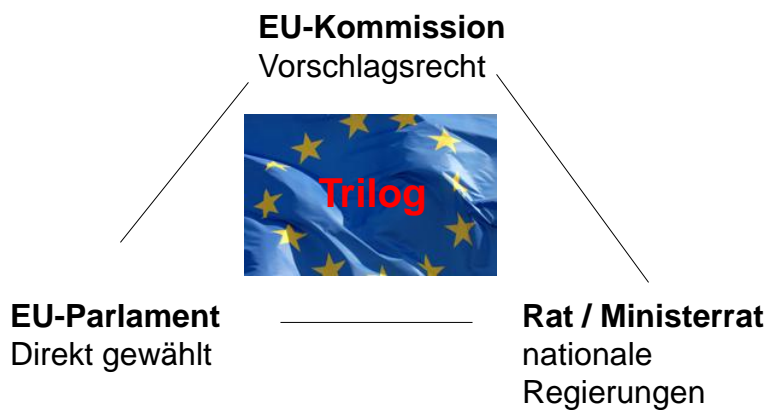 EU-Kommission
Vorschlagsrecht
Trilog
EU-Parlament
Direkt gewählt
Rat / Ministerrat
nationale
Regierungen